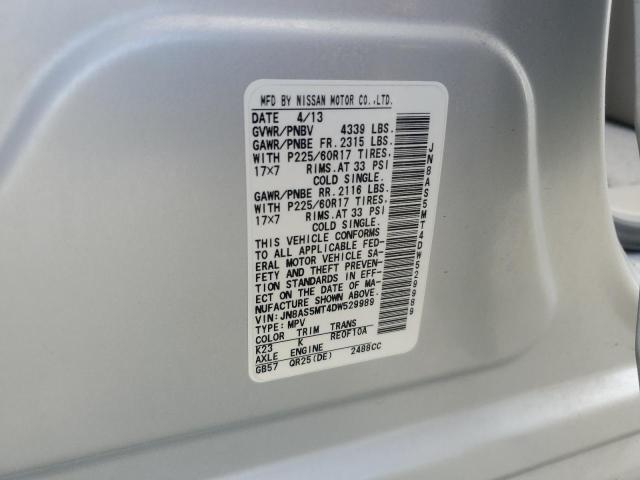 MFD BY NISSAN MOTOR CO.,LTD.
DATE 4/13
GVWR/PNBV 4339 LBS.
GAWR/PNBE FR. 2315 LBS.
WITH P225/60R17 TIRES,
17x7 RIMS.AT 33 PSI
COLD SINGLE.
GAWR/PNBE RR. 2116 LBS.
WITH P225/60R17 TIRES,
17x7 RIMS.AT 33 PSI
COLD SINGLE.
THIS VEHICLE CONFORMS
TO ALL APPLICABLE FED-
ERAL MOTOR VEHICLE SA-
FETY AND THEFT PREVEN-
TION STANDARDS IN EFF-
ECT ON THE DATE OF MA-
NUFACTURE SHOWN ABOVE.
VIN: JN8AS5MT4DW529989
TYPE: MPV
COLOR TRIM TRANS
K23 K RE0F10A
AXLE ENGINE
GB57 QR25(DE) 2488CC
JN8AS5MT4DW529989